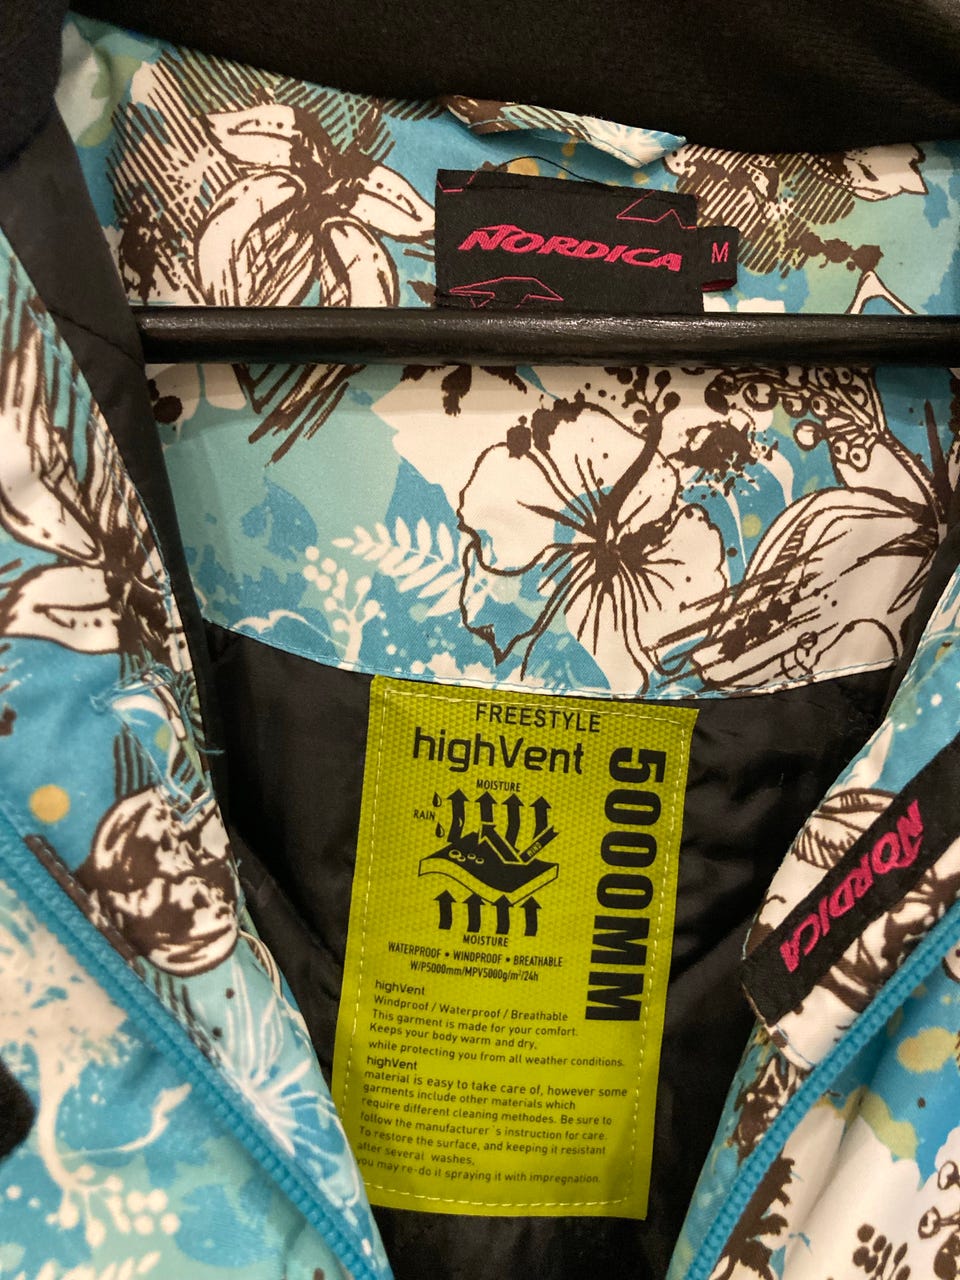 NORDICA
M
FREESTYLE
highVent
5000MM
MOISTURE
RAIN
WIND
MOISTURE
WATERPROOF • WINDPROOF • BREATHABLE
W/P5000mm/MPV5000g/m²/24h
highVent
Windproof / Waterproof / Breathable
This garment is made for your comfort.
Keeps your body warm and dry,
while protecting you from all weather conditions.
highVent
material is easy to take care of, however some
garments include other materials which
require different cleaning methodes. Be sure to
follow the manufacturer`s instruction for care.
To restore the surface, and keeping it resistant
after several washes,
you may re-do it spraying it with impregnation.
NORDICA